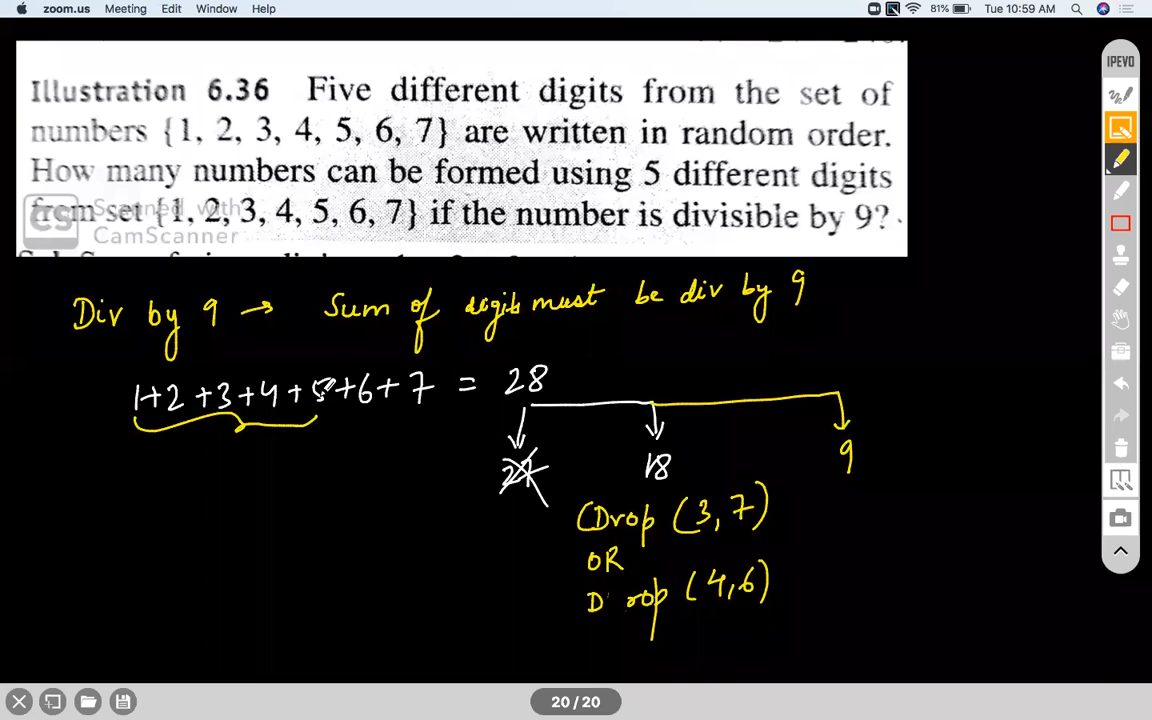 zoom.us Meeting Edit Window Help 81% Tue 10:59 AM
IPEVO
Illustration 6.36 Five different digits from the set of
numbers {1, 2, 3, 4, 5, 6, 7} are written in random order.
How many numbers can be formed using 5 different digits
from set {1, 2, 3, 4, 5, 6, 7} if the number is divisible by 9?
CS Scanned with
CamScanner
Div by 9 → Sum of digits must be div by 9
1+2+3+4+5+6+7 = 28
27 18 9
(Drop (3,7)
OR
Drop (4,6)
20 / 20